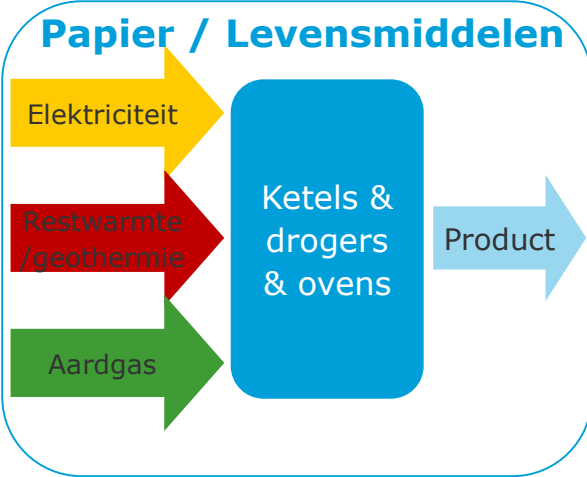 Papier / Levensmiddelen
Elektriciteit
Restwarmte
/geothermie
Aardgas
Ketels &
drogers
& ovens
Product